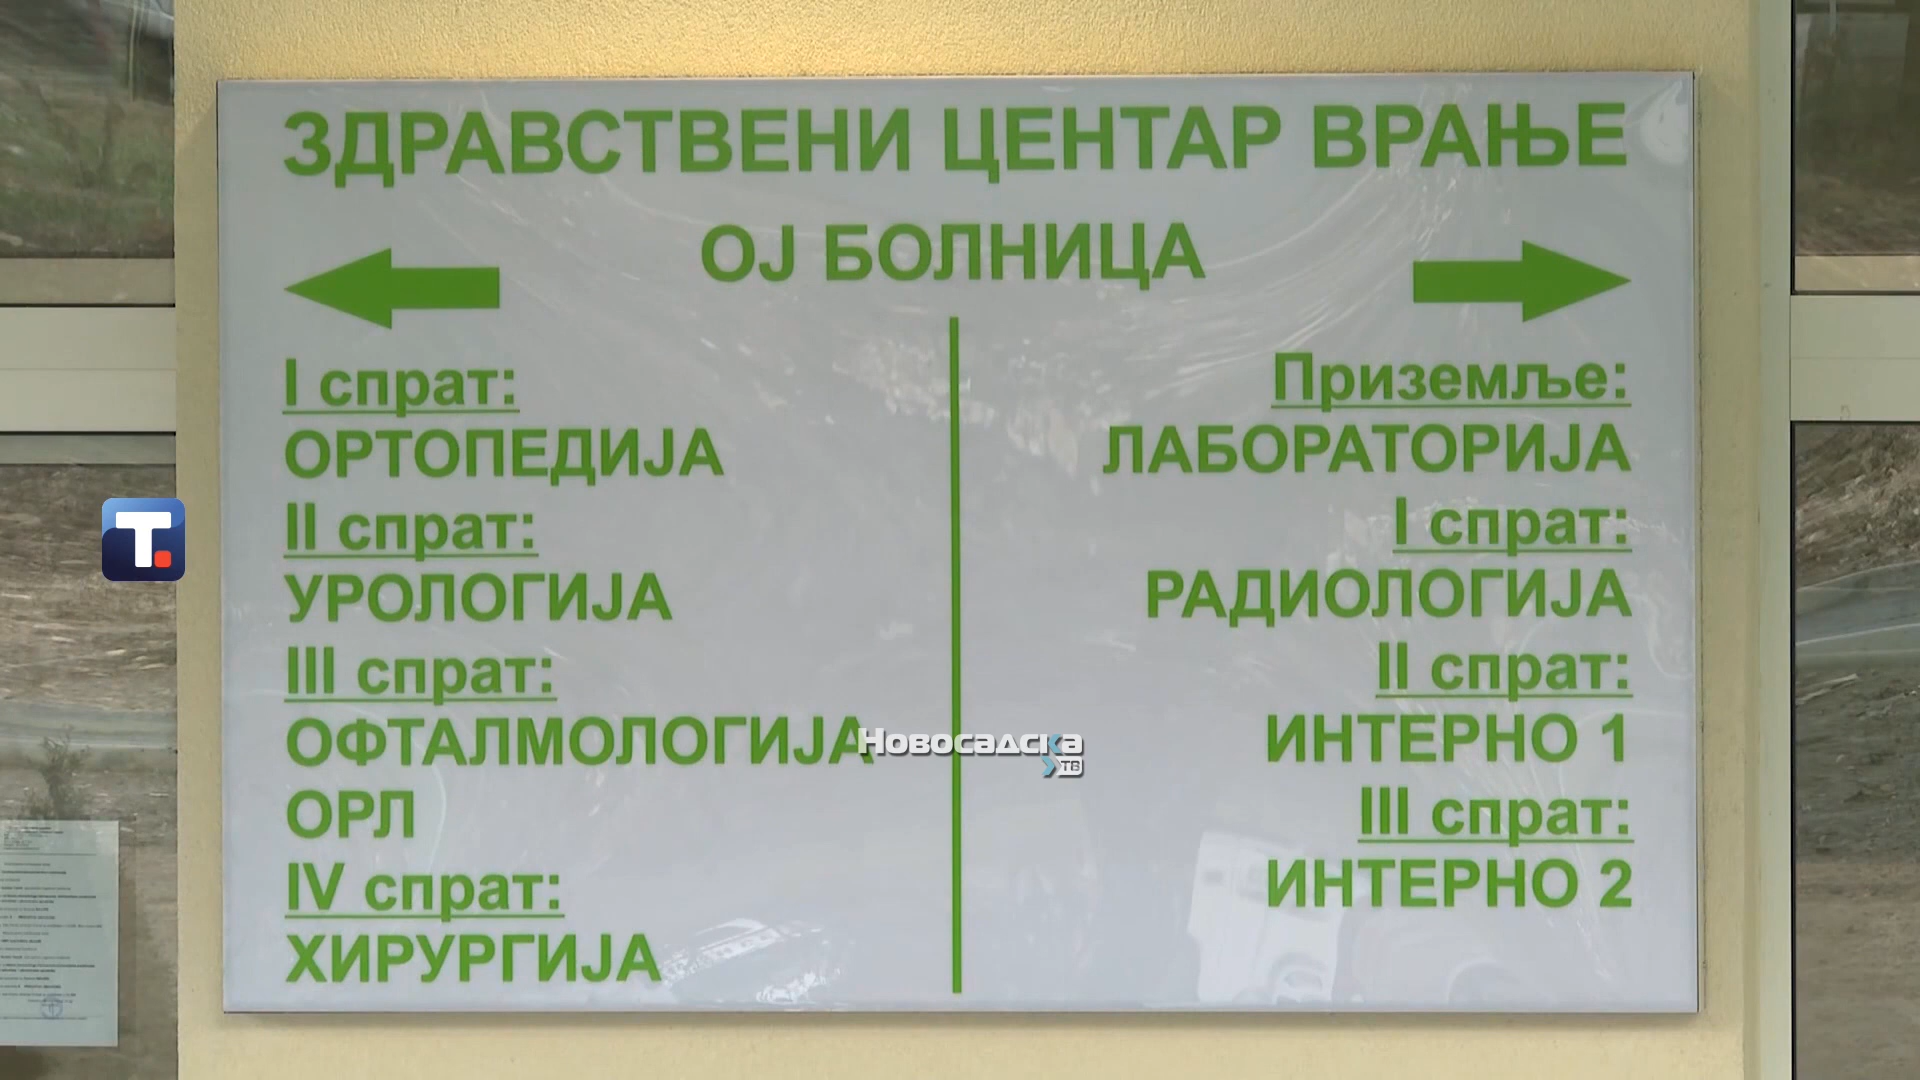 ЗДРАВСТВЕНИ ЦЕНТАР ВРАЊЕ
ОЈ БОЛНИЦА
I спрат:
ОРТОПЕДИЈА
II спрат:
УРОЛОГИЈА
III спрат:
ОФТАЛМОЛОГИЈА
ОРЛ
IV спрат:
ХИРУРГИЈА
Приземље:
ЛАБОРАТОРИЈА
I спрат:
РАДИОЛОГИЈА
II спрат:
ИНТЕРНО 1
III спрат:
ИНТЕРНО 2
T.
Новосадска
ТВ